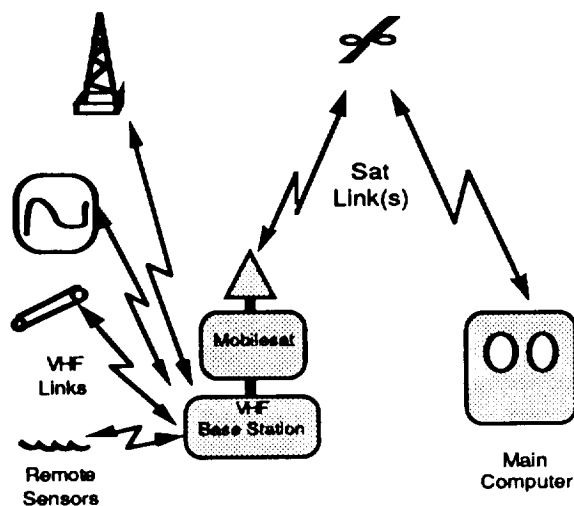 Sat
Link(s)
Mobilesat
VHF
Links
VHF
Base Station
Remote
Sensors
Main
Computer